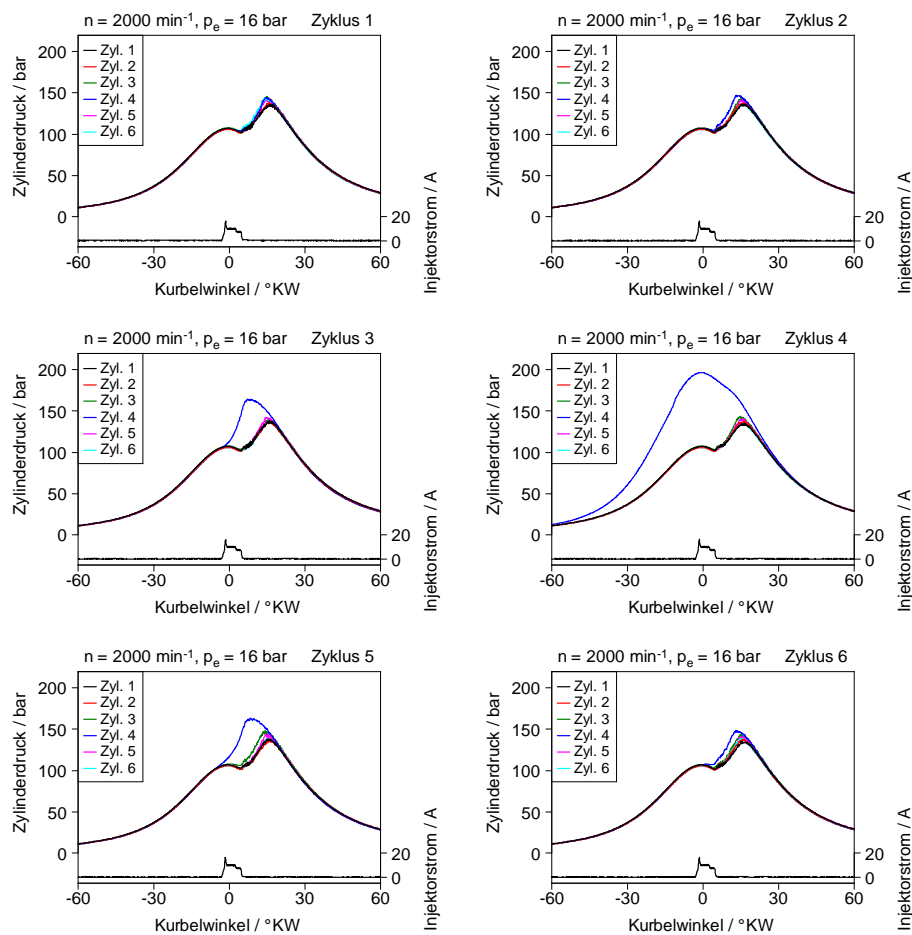 n = 2000 min-1, pe = 16 bar Zyklus 1
Zylinderdruck / bar
200
150
100
50
0
Zyl. 1
Zyl. 2
Zyl. 3
Zyl. 4
Zyl. 5
Zyl. 6
20
0
Injektorstrom / A
-60 -30 0 30 60
Kurbelwinkel / °KW
n = 2000 min-1, pe = 16 bar Zyklus 2
Zylinderdruck / bar
200
150
100
50
0
Zyl. 1
Zyl. 2
Zyl. 3
Zyl. 4
Zyl. 5
Zyl. 6
20
0
Injektorstrom / A
-60 -30 0 30 60
Kurbelwinkel / °KW
n = 2000 min-1, pe = 16 bar Zyklus 3
Zylinderdruck / bar
200
150
100
50
0
Zyl. 1
Zyl. 2
Zyl. 3
Zyl. 4
Zyl. 5
Zyl. 6
20
0
Injektorstrom / A
-60 -30 0 30 60
Kurbelwinkel / °KW
n = 2000 min-1, pe = 16 bar Zyklus 4
Zylinderdruck / bar
200
150
100
50
0
Zyl. 1
Zyl. 2
Zyl. 3
Zyl. 4
Zyl. 5
Zyl. 6
20
0
Injektorstrom / A
-60 -30 0 30 60
Kurbelwinkel / °KW
n = 2000 min-1, pe = 16 bar Zyklus 5
Zylinderdruck / bar
200
150
100
50
0
Zyl. 1
Zyl. 2
Zyl. 3
Zyl. 4
Zyl. 5
Zyl. 6
20
0
Injektorstrom / A
-60 -30 0 30 60
Kurbelwinkel / °KW
n = 2000 min-1, pe = 16 bar Zyklus 6
Zylinderdruck / bar
200
150
100
50
0
Zyl. 1
Zyl. 2
Zyl. 3
Zyl. 4
Zyl. 5
Zyl. 6
20
0
Injektorstrom / A
-60 -30 0 30 60
Kurbelwinkel / °KW